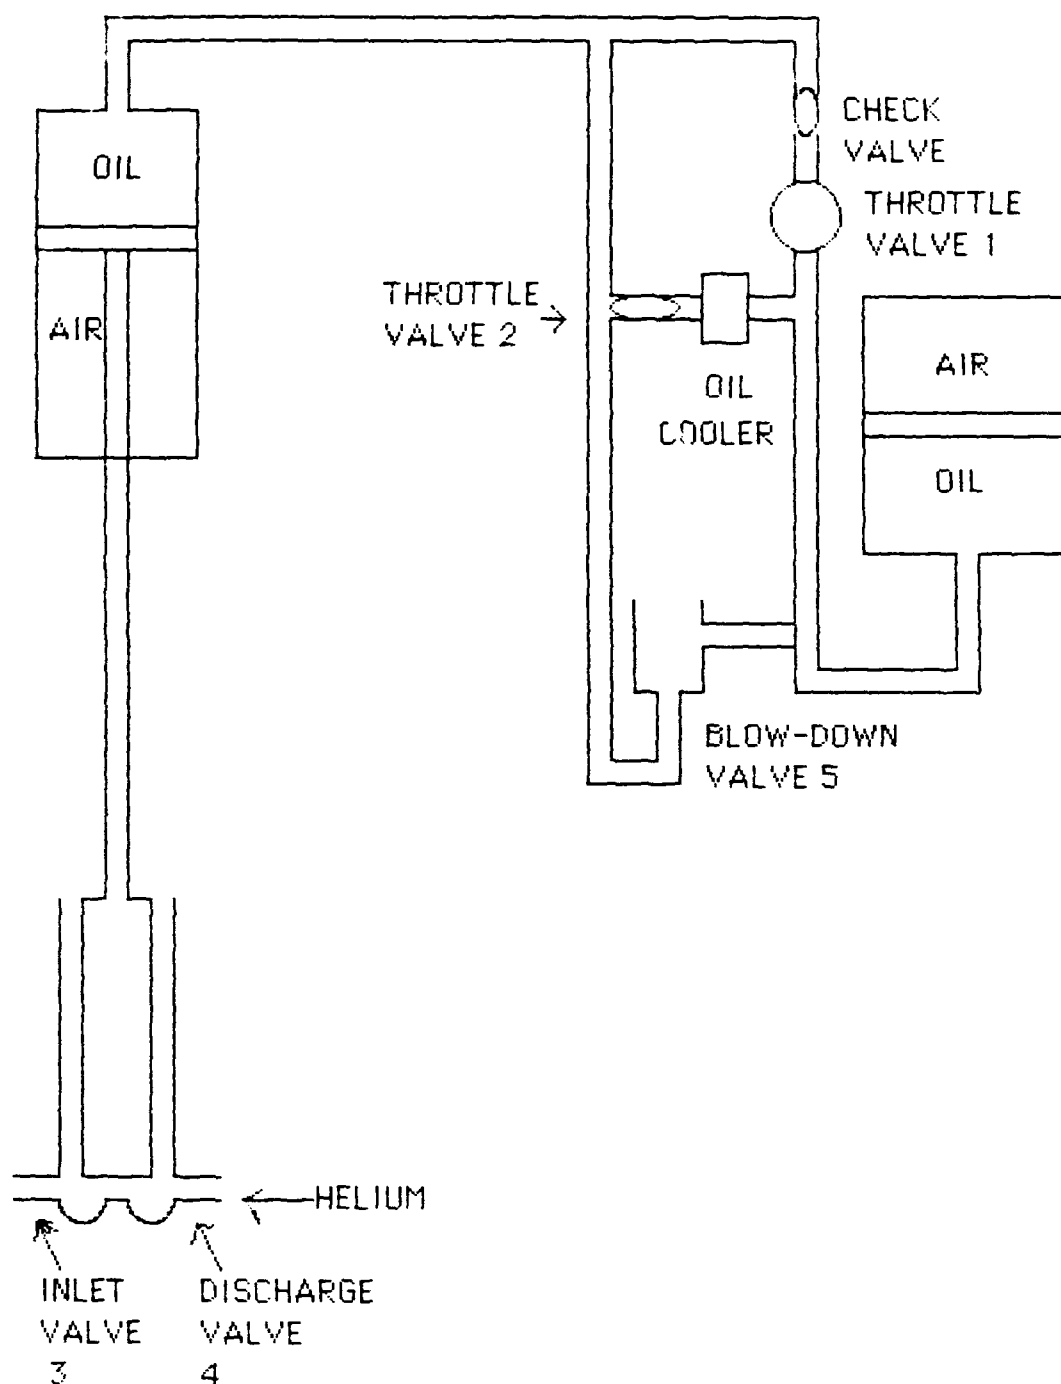 OIL
AIR
CHECK
VALVE
THROTTLE
VALVE 1
THROTTLE
VALVE 2
OIL
COOLER
AIR
OIL
BLOW-DOWN
VALVE 5
HELIUM
INLET
VALVE
3
DISCHARGE
VALVE
4